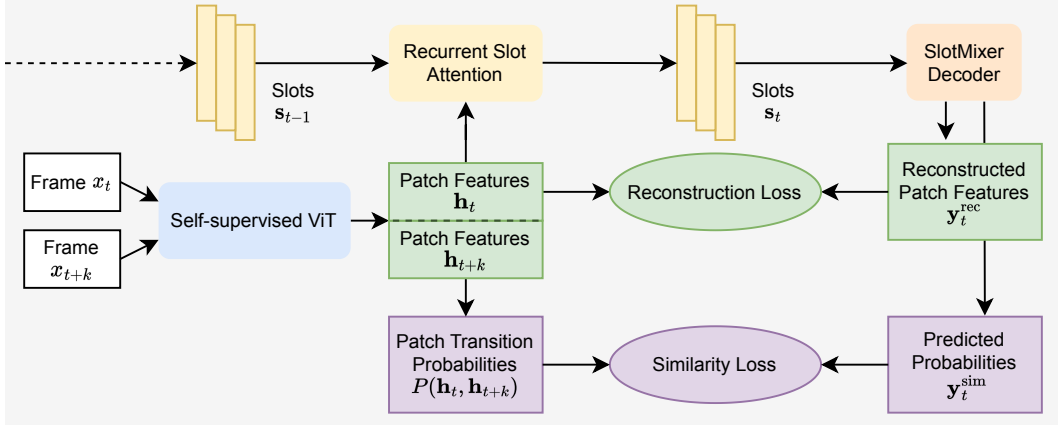 Slots
s_{t−1}
Recurrent Slot
Attention
Slots
s_t
SlotMixer
Decoder
Frame x_t
Frame
x_{t+k}
Self-supervised ViT
Patch Features
h_t
Patch Features
h_{t+k}
Reconstruction Loss
Reconstructed
Patch Features
y_t^{rec}
Patch Transition
Probabilities
P(h_t, h_{t+k})
Similarity Loss
Predicted
Probabilities
y_t^{sim}